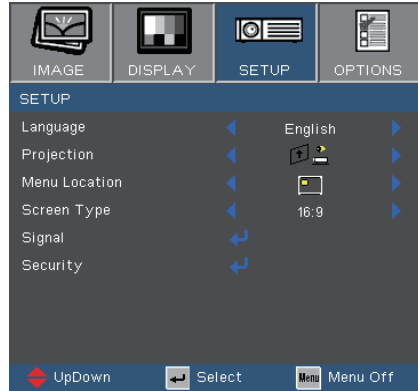 IMAGE DISPLAY SETUP OPTIONS
SETUP
Language English
Projection
Menu Location
Screen Type 16:9
Signal
Security
UpDown Select Menu Menu Off